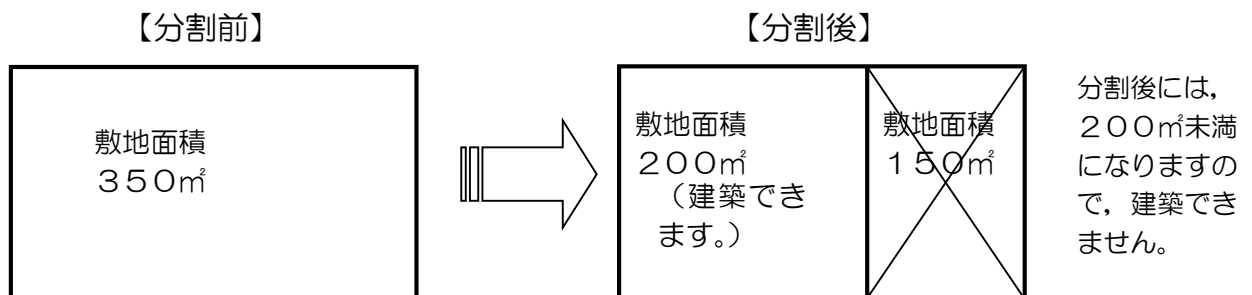 【分割前】
【分割後】
敷地面積
３５０㎡
敷地面積
２００㎡
（建築でき
ます。）
敷地面積
１５０㎡
分割後には，
２００㎡未満
になりますの
で，建築でき
ません。